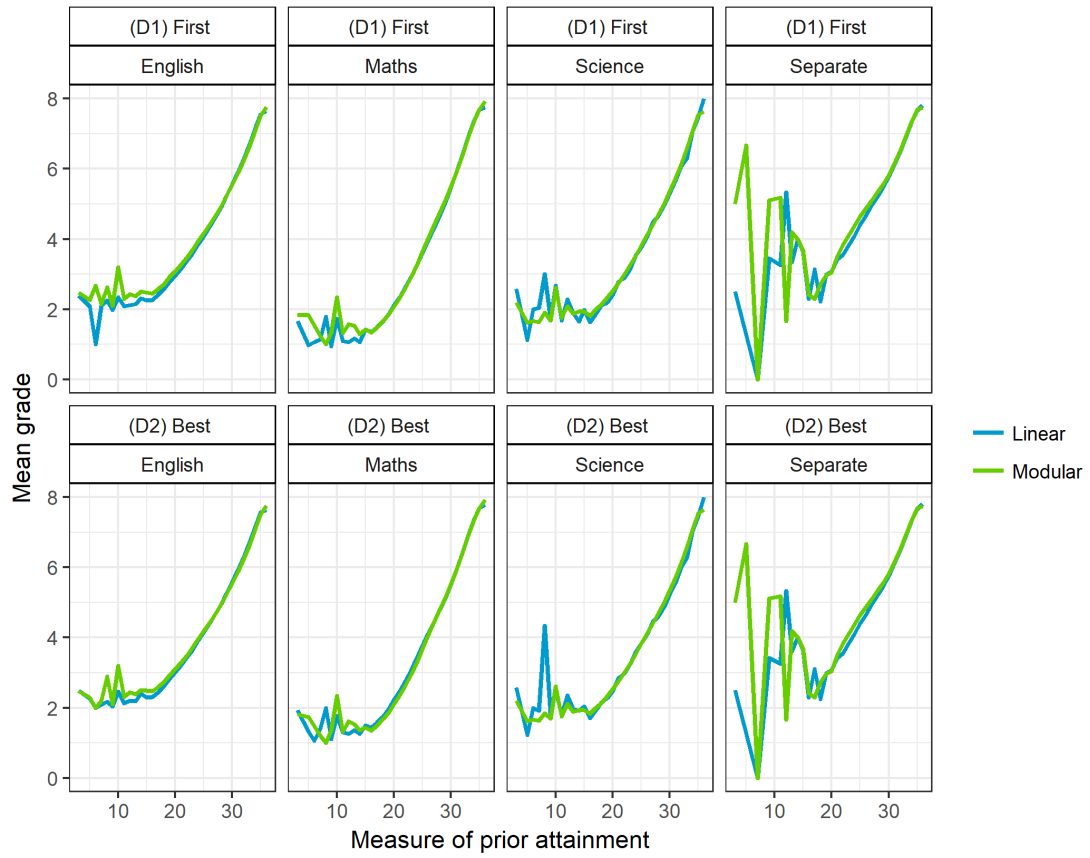 (D1) First (D1) First (D1) First (D1) First
English Maths Science Separate
8
6
4
2
0
(D2) Best (D2) Best (D2) Best (D2) Best
English Maths Science Separate
8
6
4
2
0
10 20 30 10 20 30 10 20 30 10 20 30
Measure of prior attainment
Mean grade
Linear
Modular